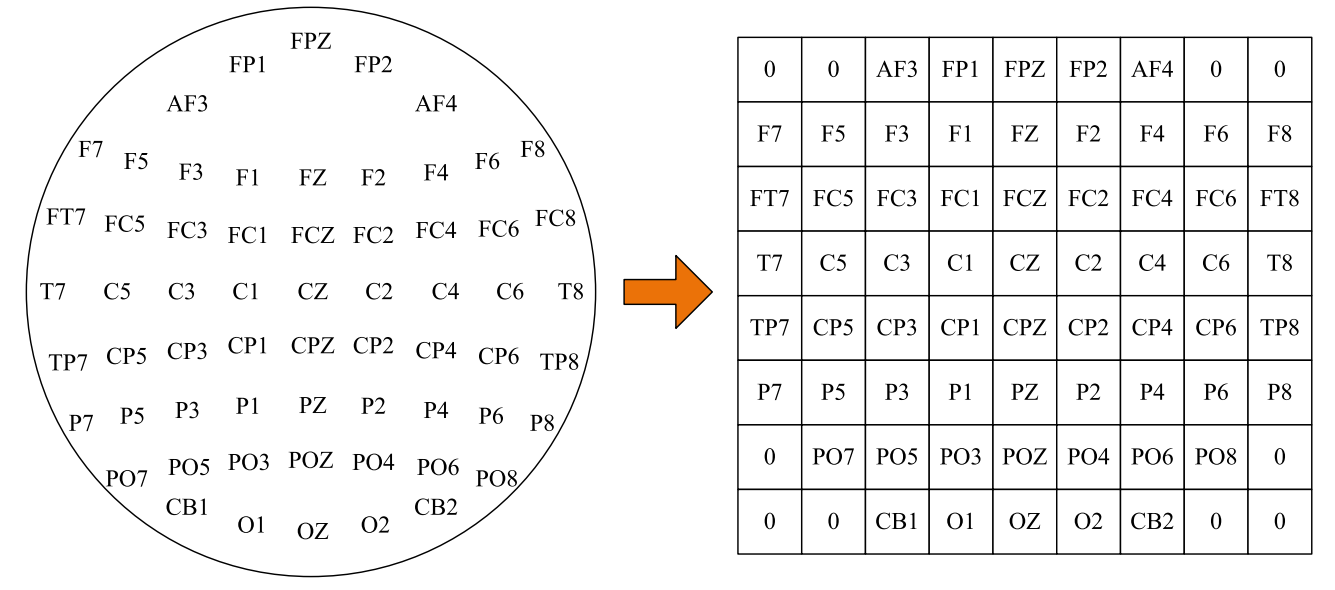 FPZ
FP1 FP2
AF3 AF4
F7 F5 F3 F1 FZ F2 F4 F6 F8
FT7 FC5 FC3 FC1 FCZ FC2 FC4 FC6 FC8
T7 C5 C3 C1 CZ C2 C4 C6 T8
TP7 CP5 CP3 CP1 CPZ CP2 CP4 CP6 TP8
P7 P5 P3 P1 PZ P2 P4 P6 P8
PO7 PO5 PO3 POZ PO4 PO6 PO8
CB1 O1 OZ O2 CB2
0 0 AF3 FP1 FPZ FP2 AF4 0 0
F7 F5 F3 F1 FZ F2 F4 F6 F8
FT7 FC5 FC3 FC1 FCZ FC2 FC4 FC6 FT8
T7 C5 C3 C1 CZ C2 C4 C6 T8
TP7 CP5 CP3 CP1 CPZ CP2 CP4 CP6 TP8
P7 P5 P3 P1 PZ P2 P4 P6 P8
0 PO7 PO5 PO3 POZ PO4 PO6 PO8 0
0 0 CB1 O1 OZ O2 CB2 0 0